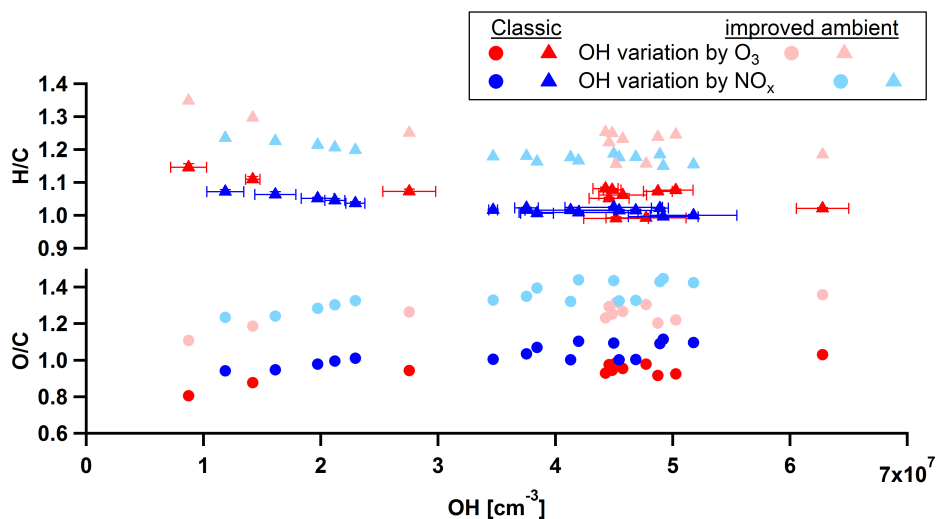 Classic improved ambient
OH variation by O3
OH variation by NOx
1.4
1.3
1.2
1.1
1.0
0.9
H/C
1.4
1.2
1.0
0.8
0.6
O/C
0 1 2 3 4 5 6 7x10^7
OH [cm^-3]